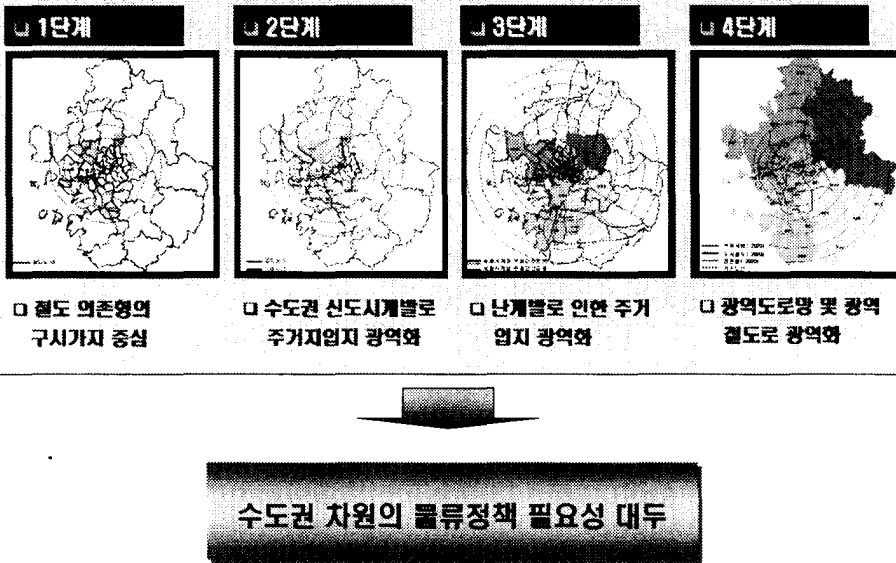 ❏ 1단계
❏ 2단계
❏ 3단계
❏ 4단계
❏ 철도 의존형의
구시가지 중심
❏ 수도권 신도시개발로
주거지입지 광역화
❏ 난개발로 인한 주거
입지 광역화
❏ 광역도로망 및 광역
철도로 광역화
수도권 차원의 물류정책 필요성 대두